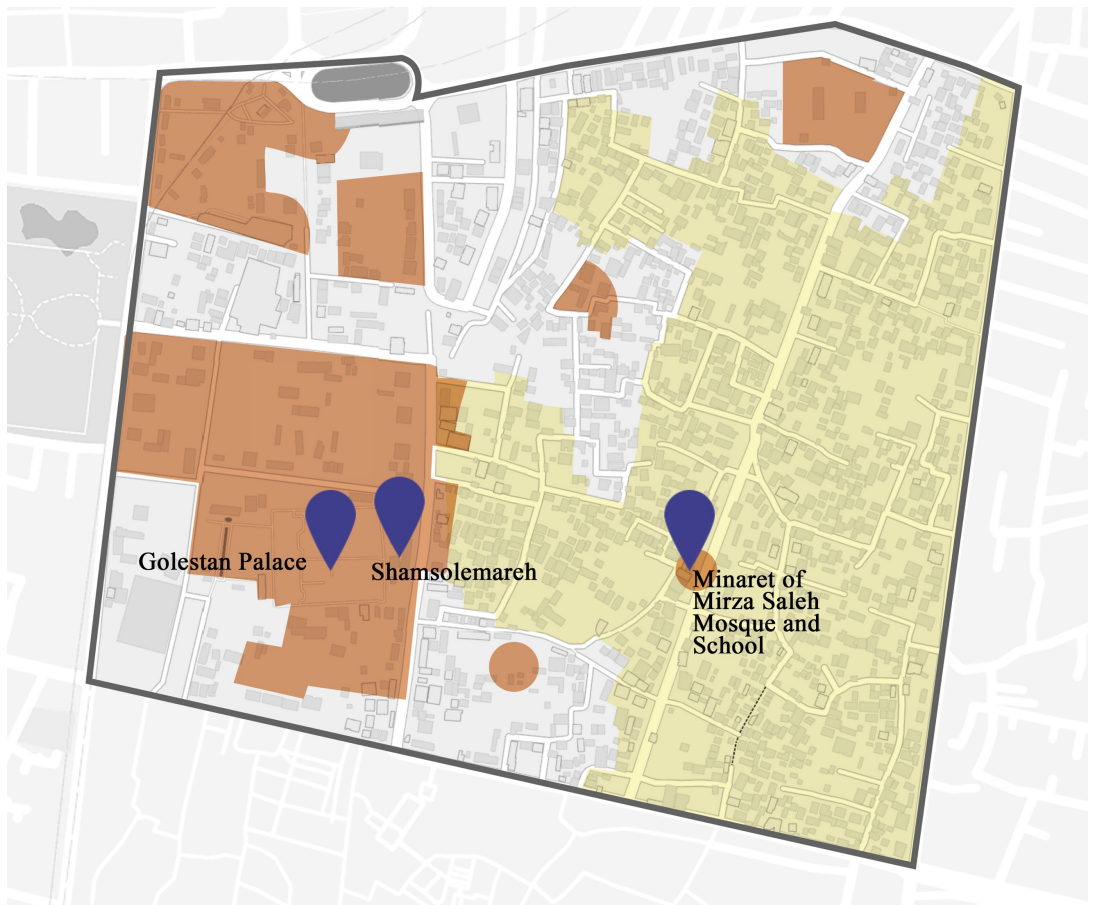 Golestan Palace
Shamsolemareh
Minaret of
Mirza Saleh
Mosque and
School